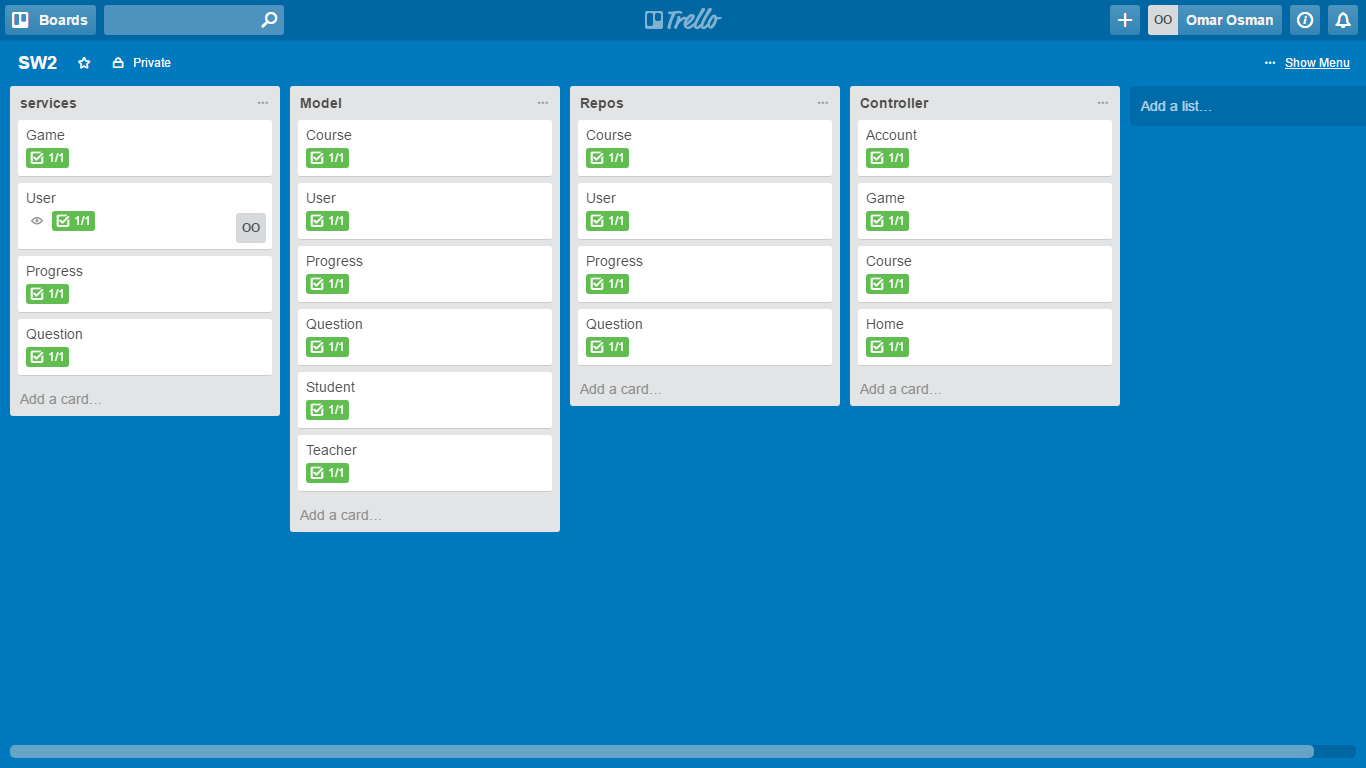 Boards
Trello
OO Omar Osman
SW2
Private
... Show Menu
services ...
Game
1/1
User
1/1
OO
Progress
1/1
Question
1/1
Add a card...
Model ...
Course
1/1
User
1/1
Progress
1/1
Question
1/1
Student
1/1
Teacher
1/1
Add a card...
Repos ...
Course
1/1
User
1/1
Progress
1/1
Question
1/1
Add a card...
Controller ...
Account
1/1
Game
1/1
Course
1/1
Home
1/1
Add a card...
Add a list...